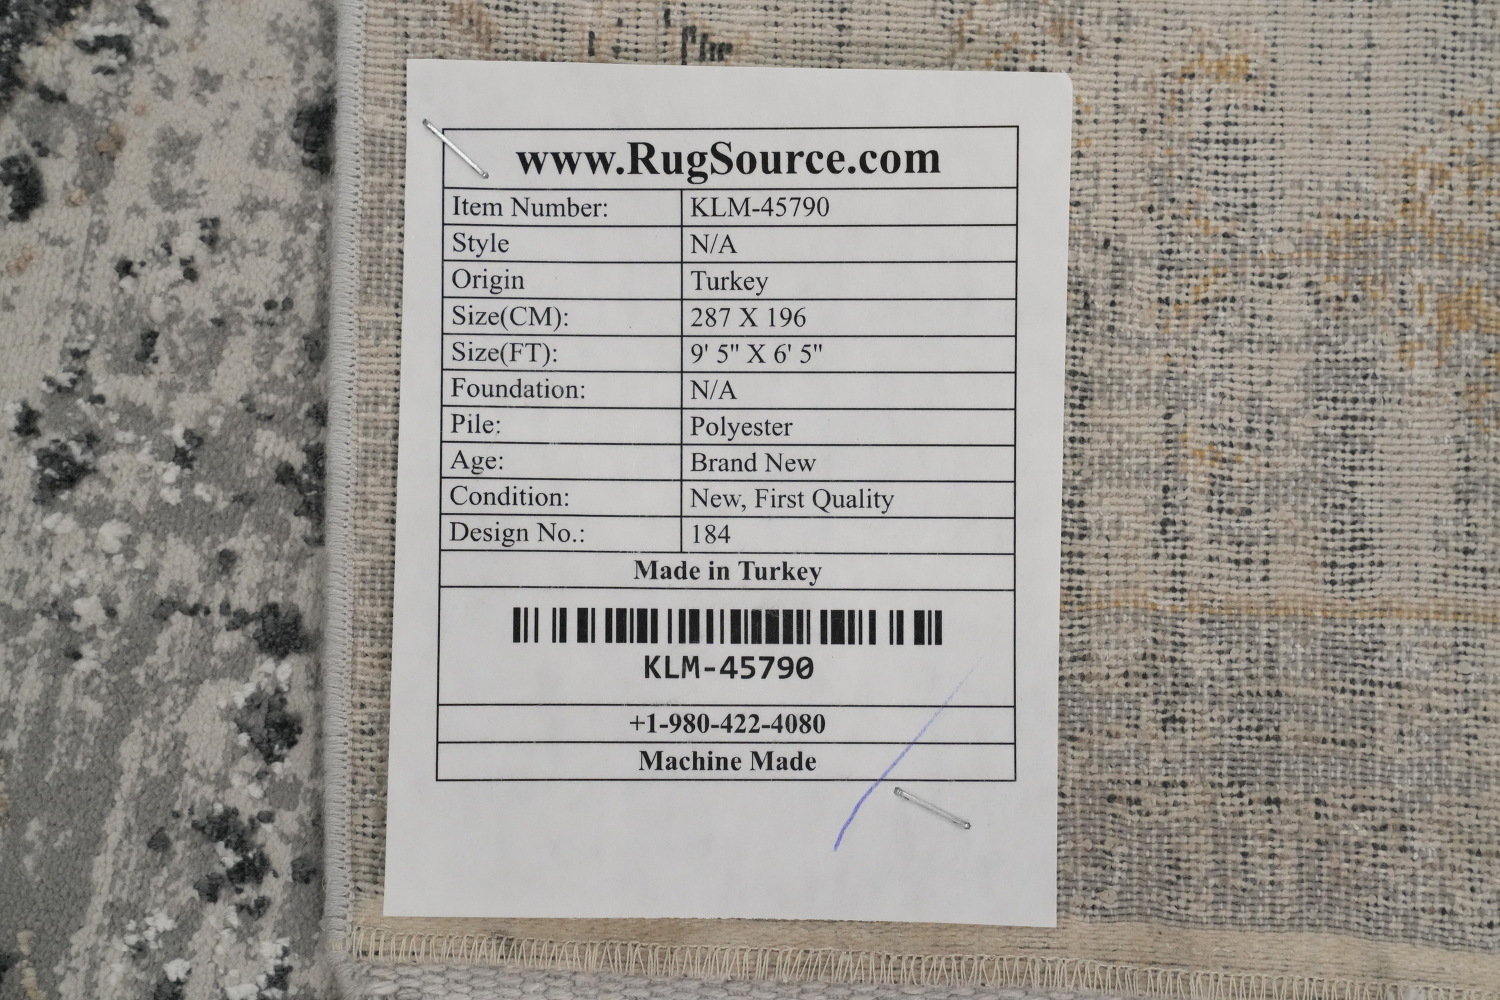 www.RugSource.com
Item Number: KLM-45790
Style N/A
Origin Turkey
Size(CM): 287 X 196
Size(FT): 9' 5" X 6' 5"
Foundation: N/A
Pile: Polyester
Age: Brand New
Condition: New, First Quality
Design No.: 184
Made in Turkey
KLM-45790
+1-980-422-4080
Machine Made